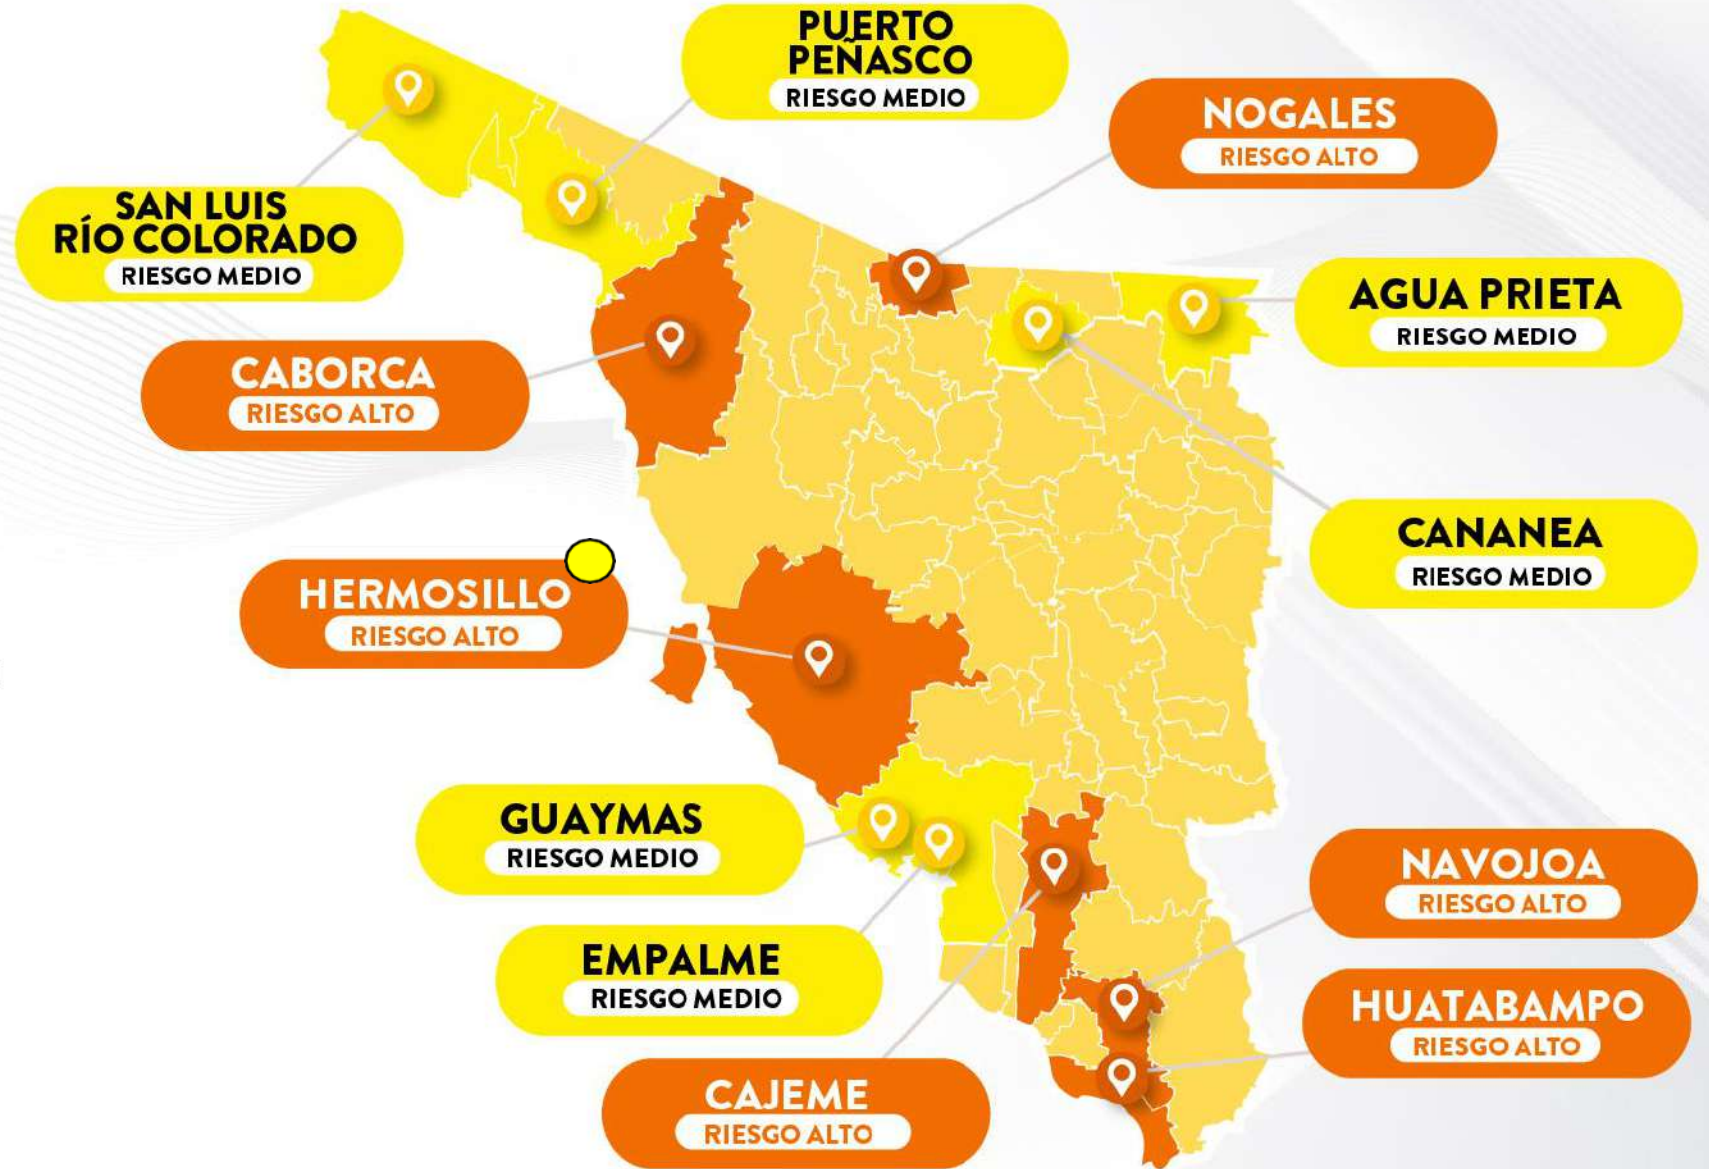 PUERTO
PEÑASCO
RIESGO MEDIO
NOGALES
RIESGO ALTO
SAN LUIS
RÍO COLORADO
RIESGO MEDIO
AGUA PRIETA
RIESGO MEDIO
CABORCA
RIESGO ALTO
CANANEA
RIESGO MEDIO
HERMOSILLO
RIESGO ALTO
GUAYMAS
RIESGO MEDIO
NAVOJOA
RIESGO ALTO
EMPALME
RIESGO MEDIO
HUATABAMPO
RIESGO ALTO
CAJEME
RIESGO ALTO